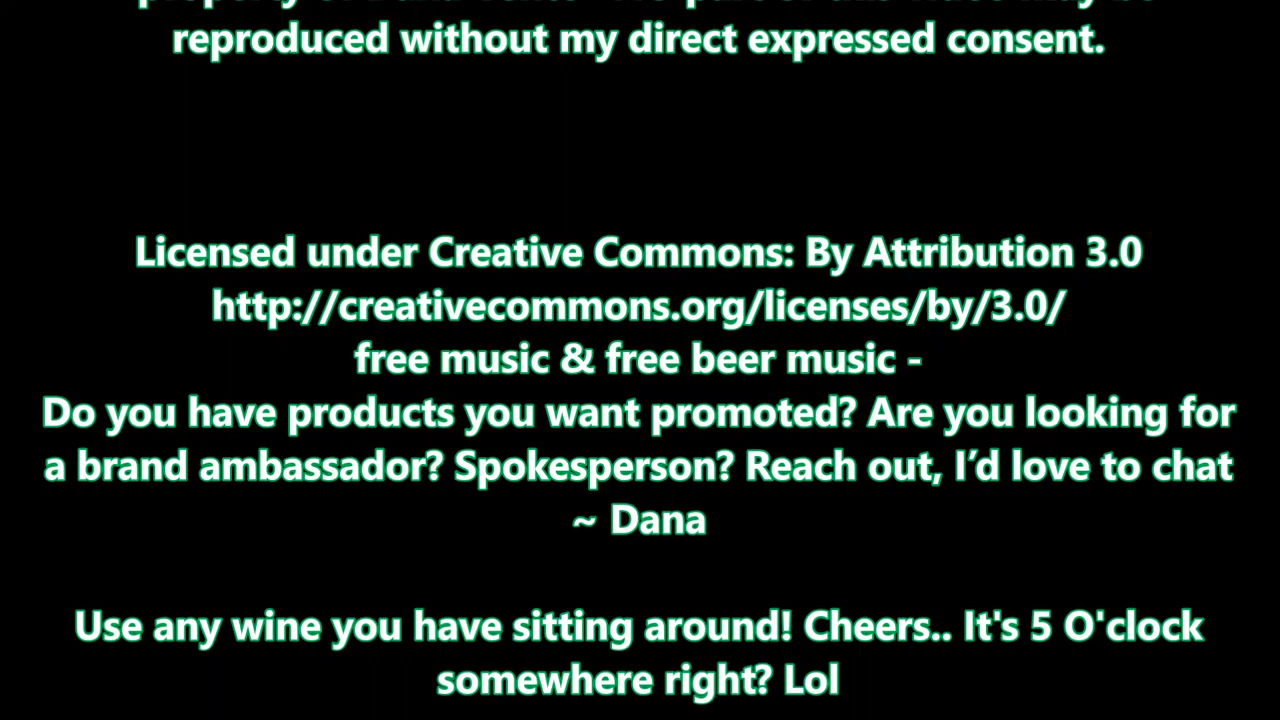 reproduced without my direct expressed consent.
Licensed under Creative Commons: By Attribution 3.0
http://creativecommons.org/licenses/by/3.0/
free music & free beer music -
Do you have products you want promoted? Are you looking for
a brand ambassador? Spokesperson? Reach out, I’d love to chat
~ Dana
Use any wine you have sitting around! Cheers.. It's 5 O'clock
somewhere right? Lol